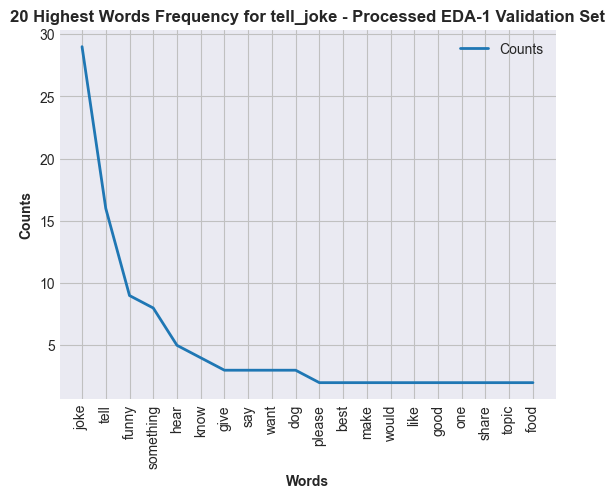 20 Highest Words Frequency for tell_joke - Processed EDA-1 Validation Set
Counts
30
25
20
15
10
5
Counts
joke
tell
funny
something
hear
know
give
say
want
dog
please
best
make
would
like
good
one
share
topic
food
Words